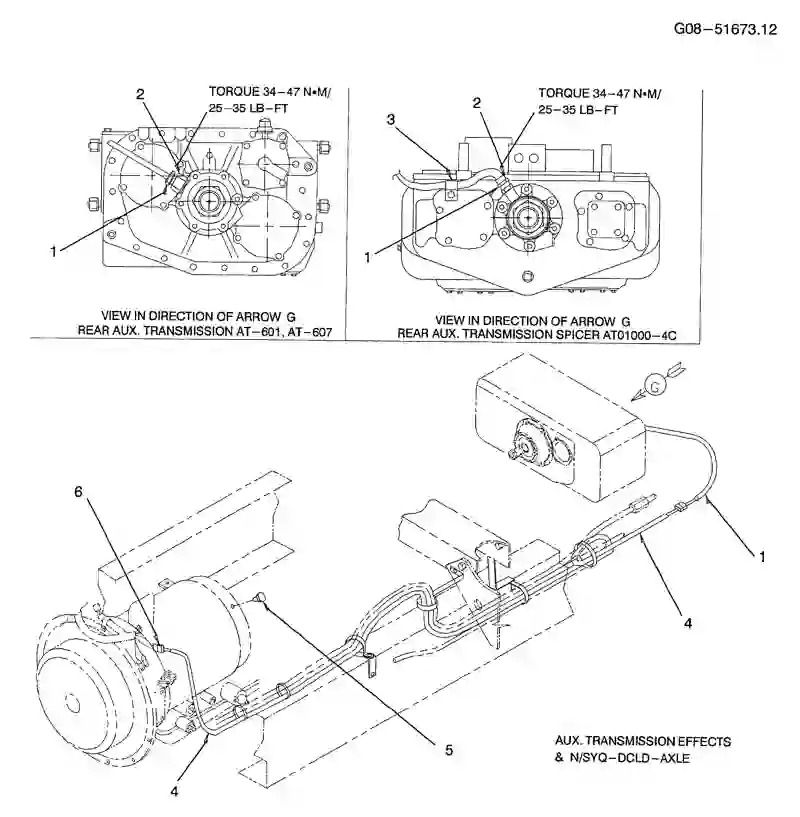 G08-51673.12
2
TORQUE 34-47 N•M/
25-35 LB-FT
1
VIEW IN DIRECTION OF ARROW G
REAR AUX. TRANSMISSION AT-601, AT-607
3
2
TORQUE 34-47 N•M/
25-35 LB-FT
1
VIEW IN DIRECTION OF ARROW G
REAR AUX. TRANSMISSION SPICER AT01000-4C
G
6
1
4
5
4
AUX. TRANSMISSION EFFECTS
& N/SYQ-DCLD-AXLE